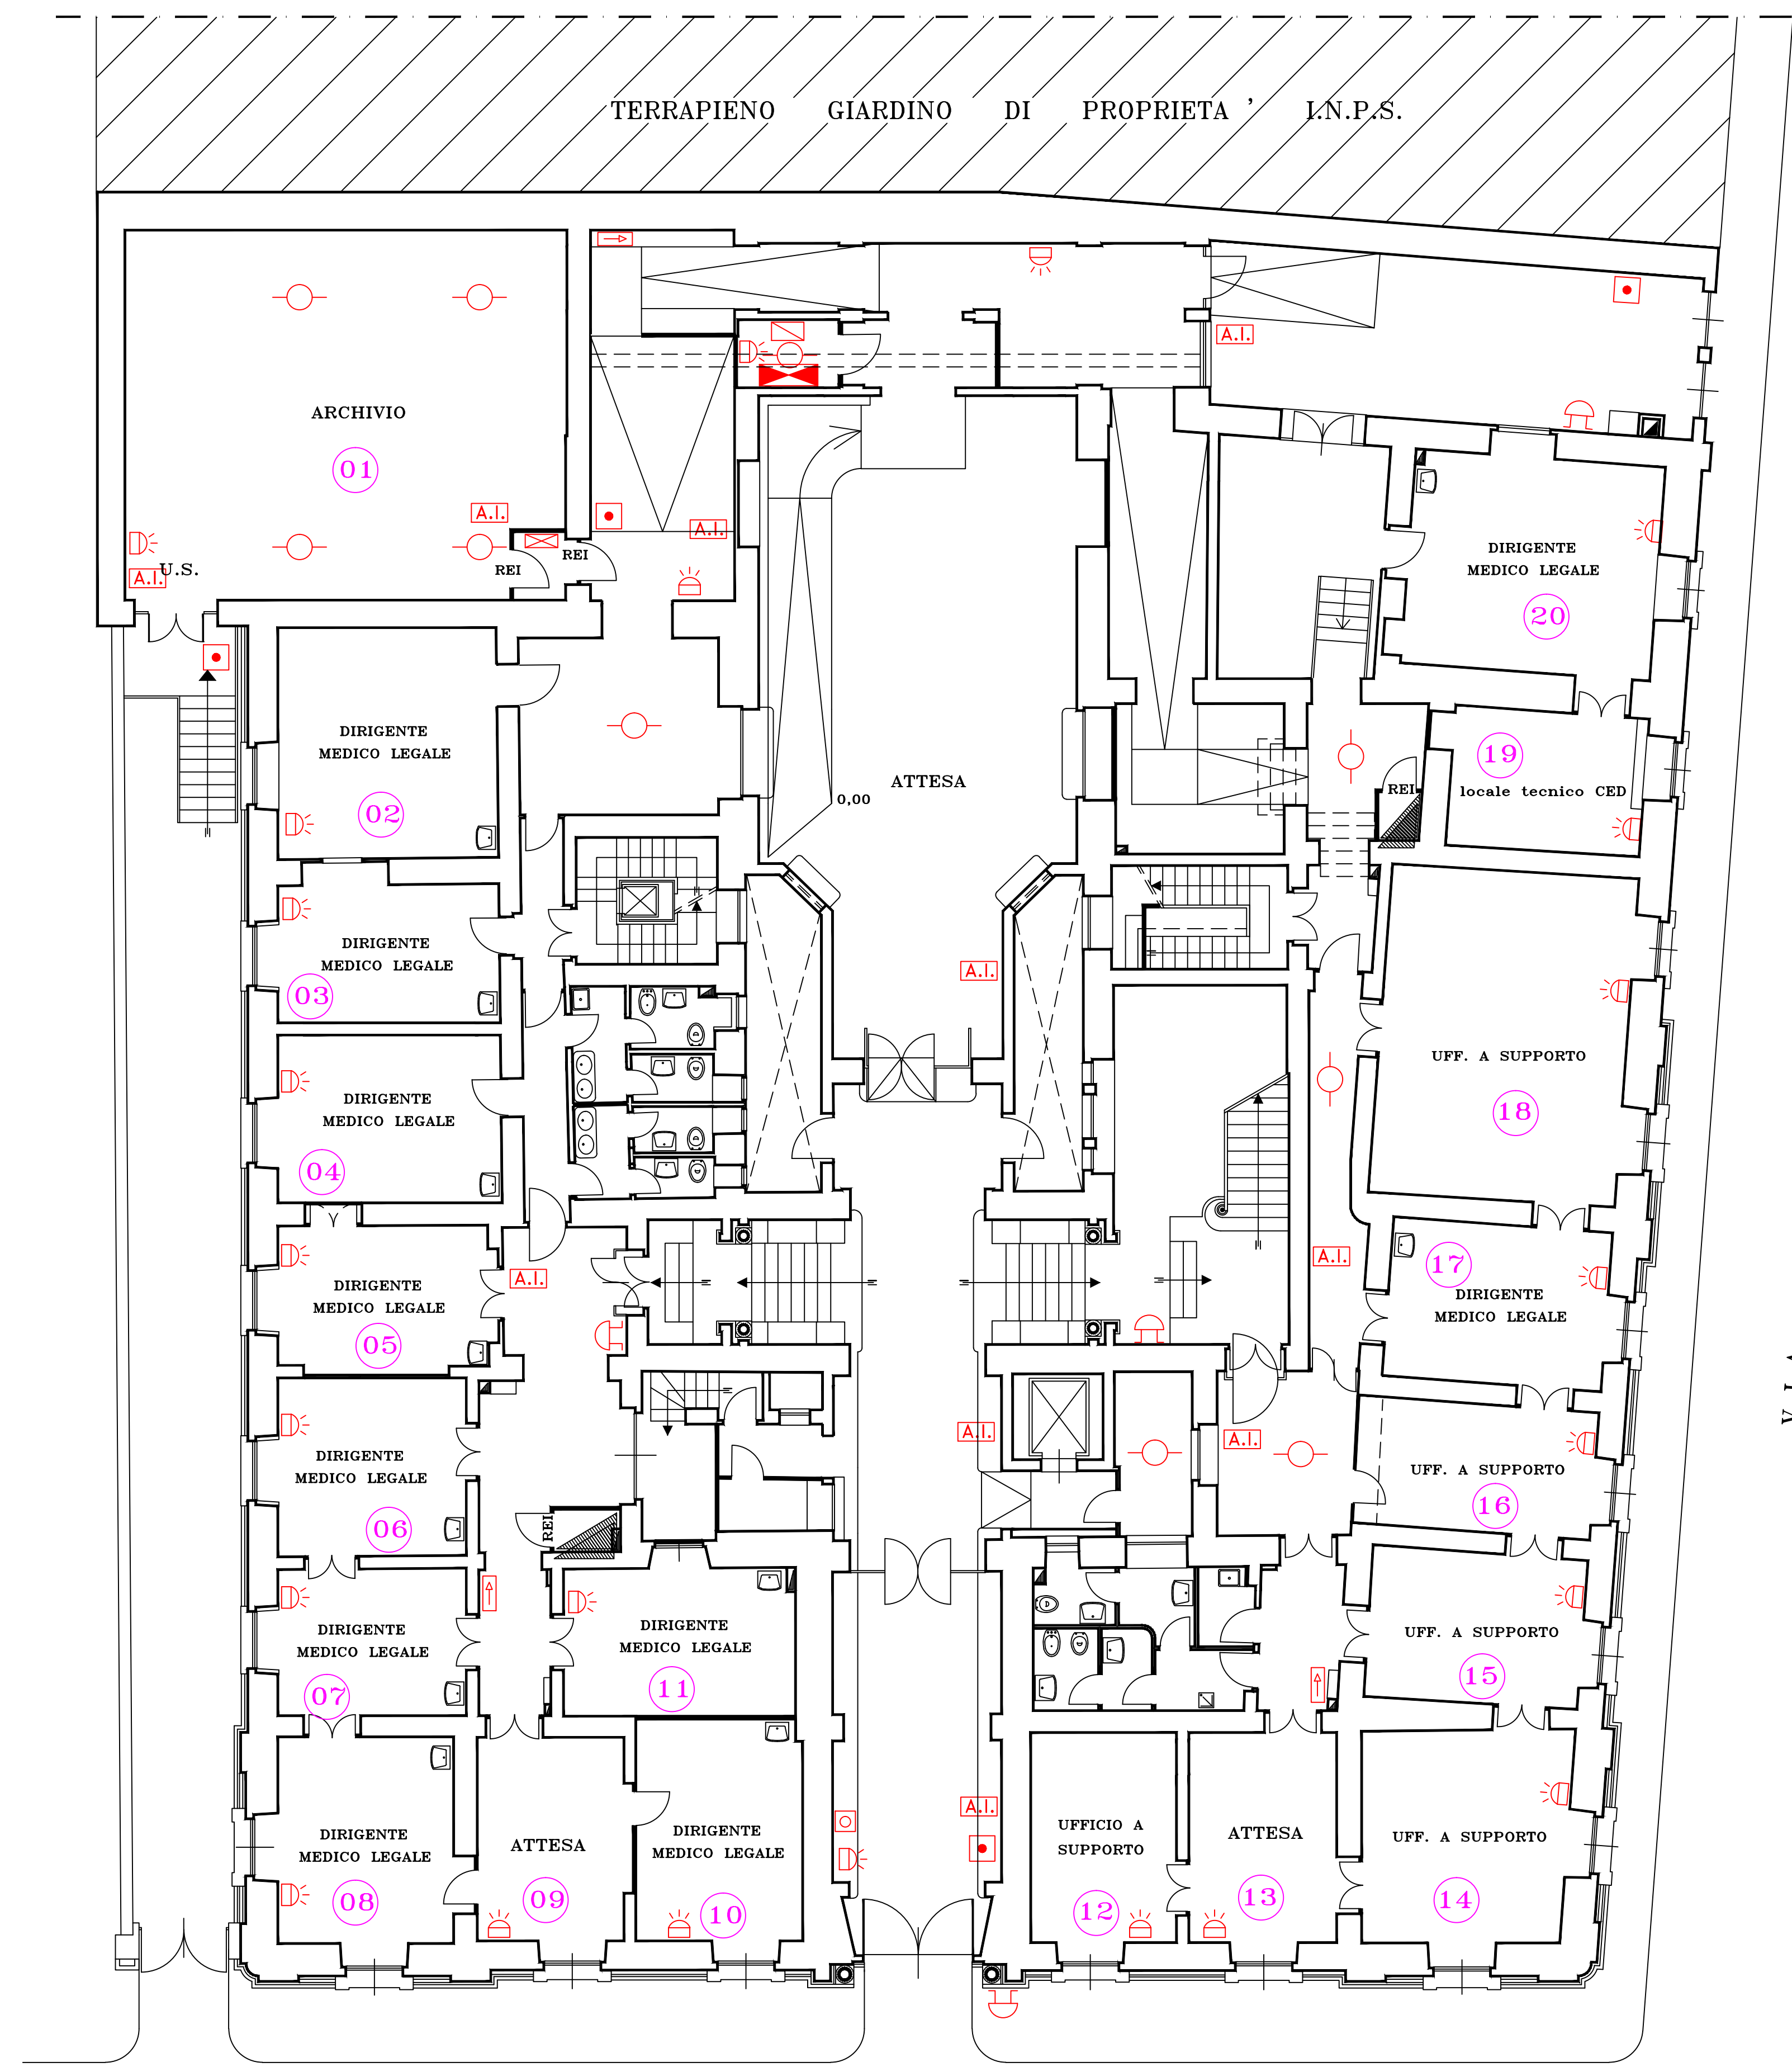 TERRAPIENO GIARDINO DI PROPRIETA ' I.N.P.S.
A.I.
ARCHIVIO
01
A.I.
A.I.
REI
REI
A.I.
U.S.
DIRIGENTE
MEDICO LEGALE
20
DIRIGENTE
MEDICO LEGALE
02
ATTESA
0,00
19
REI
locale tecnico CED
DIRIGENTE
MEDICO LEGALE
03
A.I.
UFF. A SUPPORTO
18
DIRIGENTE
MEDICO LEGALE
04
A.I.
17
DIRIGENTE
MEDICO LEGALE
A.I.
DIRIGENTE
MEDICO LEGALE
05
A.I.
A.I.
DIRIGENTE
MEDICO LEGALE
06
REI
UFF. A SUPPORTO
16
DIRIGENTE
MEDICO LEGALE
07
DIRIGENTE
MEDICO LEGALE
11
UFF. A SUPPORTO
15
A.I.
DIRIGENTE
MEDICO LEGALE
08
ATTESA
09
DIRIGENTE
MEDICO LEGALE
10
UFFICIO A
SUPPORTO
12
ATTESA
13
UFF. A SUPPORTO
14